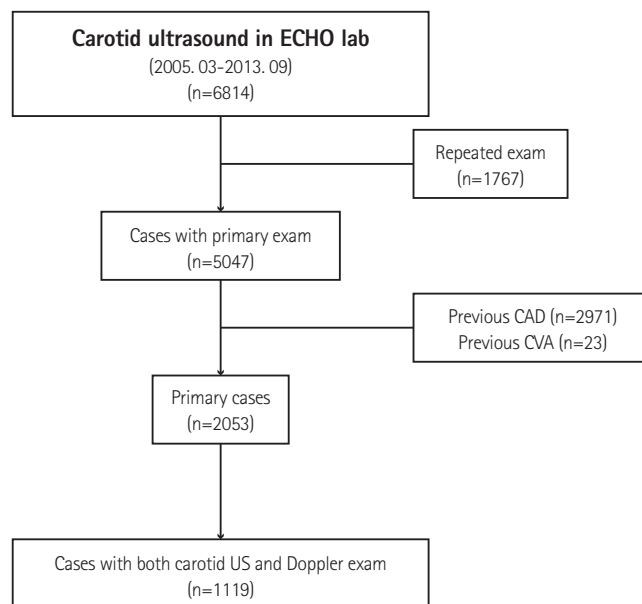 Carotid ultrasound in ECHO lab
(2005. 03-2013. 09)
(n=6814)
Repeated exam
(n=1767)
Cases with primary exam
(n=5047)
Previous CAD (n=2971)
Previous CVA (n=23)
Primary cases
(n=2053)
Cases with both carotid US and Doppler exam
(n=1119)